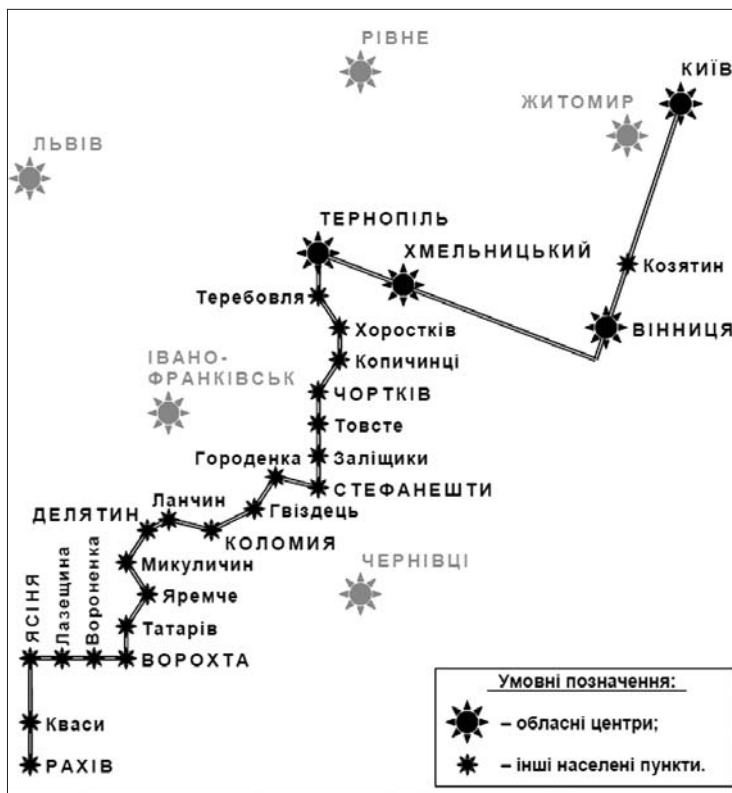 РІВНЕ
КИЇВ
ЖИТОМИР
ЛЬВІВ
ТЕРНОПІЛЬ
ХМЕЛЬНИЦЬКИЙ
Козятин
Теребовля
Хоростків
ВІННИЦЯ
ІВАНО-
ФРАНКІВСЬК
Копичинці
ЧОРТКІВ
Товсте
Городенка
Заліщики
СТЕФАНЕШТИ
Ланчин
Гвіздець
ДЕЛЯТИН
КОЛОМИЯ
Микуличин
ЧЕРНІВЦІ
ЯСІНЯ
Лазещина
Вороненка
Яремче
Татарів
ВОРОХТА
Кваси
РАХІВ
Умовні позначення:
– обласні центри;
– інші населені пункти.